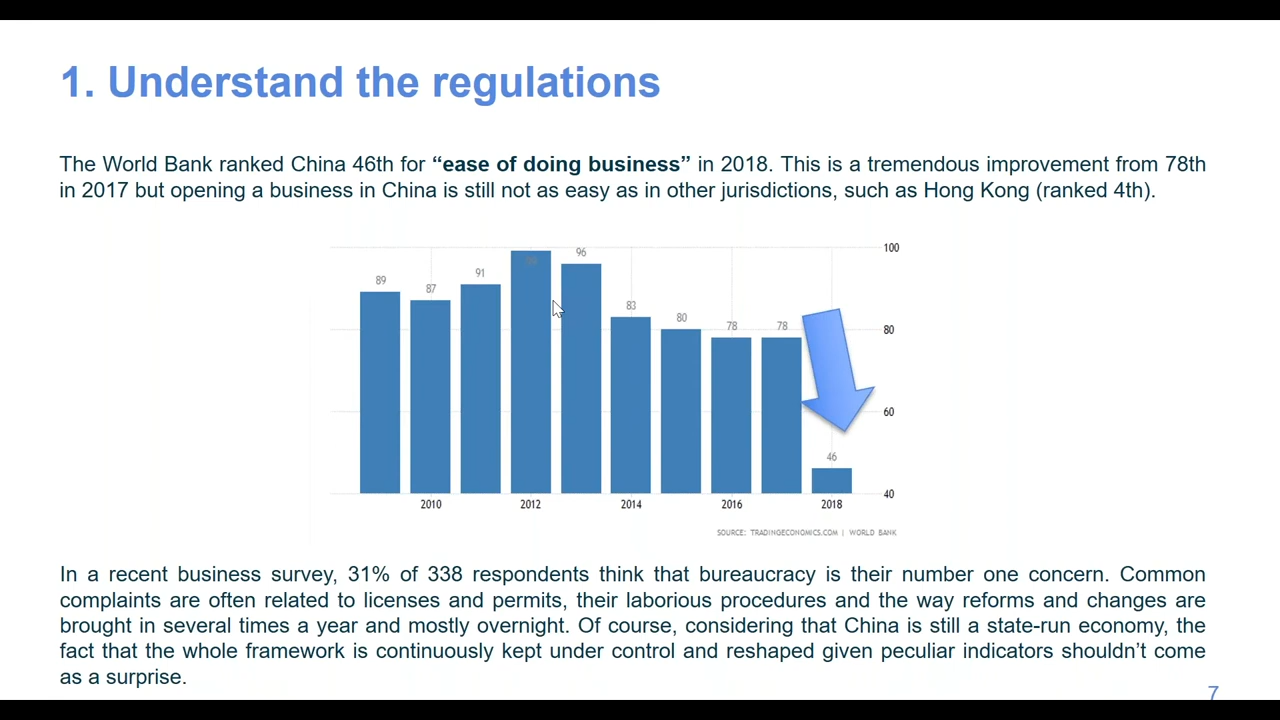 1. Understand the regulations
The World Bank ranked China 46th for “ease of doing business” in 2018. This is a tremendous improvement from 78th
in 2017 but opening a business in China is still not as easy as in other jurisdictions, such as Hong Kong (ranked 4th).
100
96
89
87
91
83
80
78
78
80
60
46
40
2010
2012
2014
2016
2018
SOURCE: TRADINGECONOMICS.COM | WORLD BANK
In a recent business survey, 31% of 338 respondents think that bureaucracy is their number one concern. Common
complaints are often related to licenses and permits, their laborious procedures and the way reforms and changes are
brought in several times a year and mostly overnight. Of course, considering that China is still a state-run economy, the
fact that the whole framework is continuously kept under control and reshaped given peculiar indicators shouldn’t come
as a surprise.
7